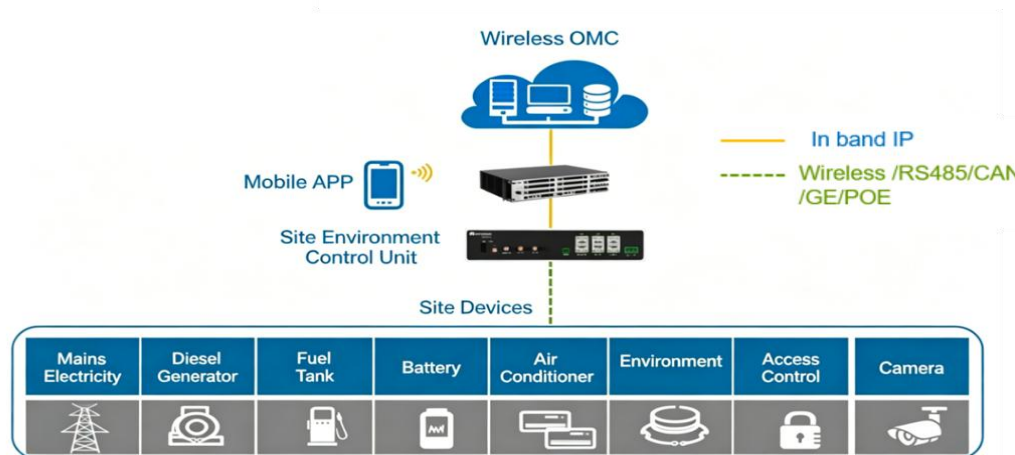 Wireless OMC
In band IP
Mobile APP
Wireless /RS485/CAN
/GE/POE
Site Environment
Control Unit
Site Devices
Mains
Electricity
Diesel
Generator
Fuel
Tank
Battery
Air
Conditioner
Environment
Access
Control
Camera